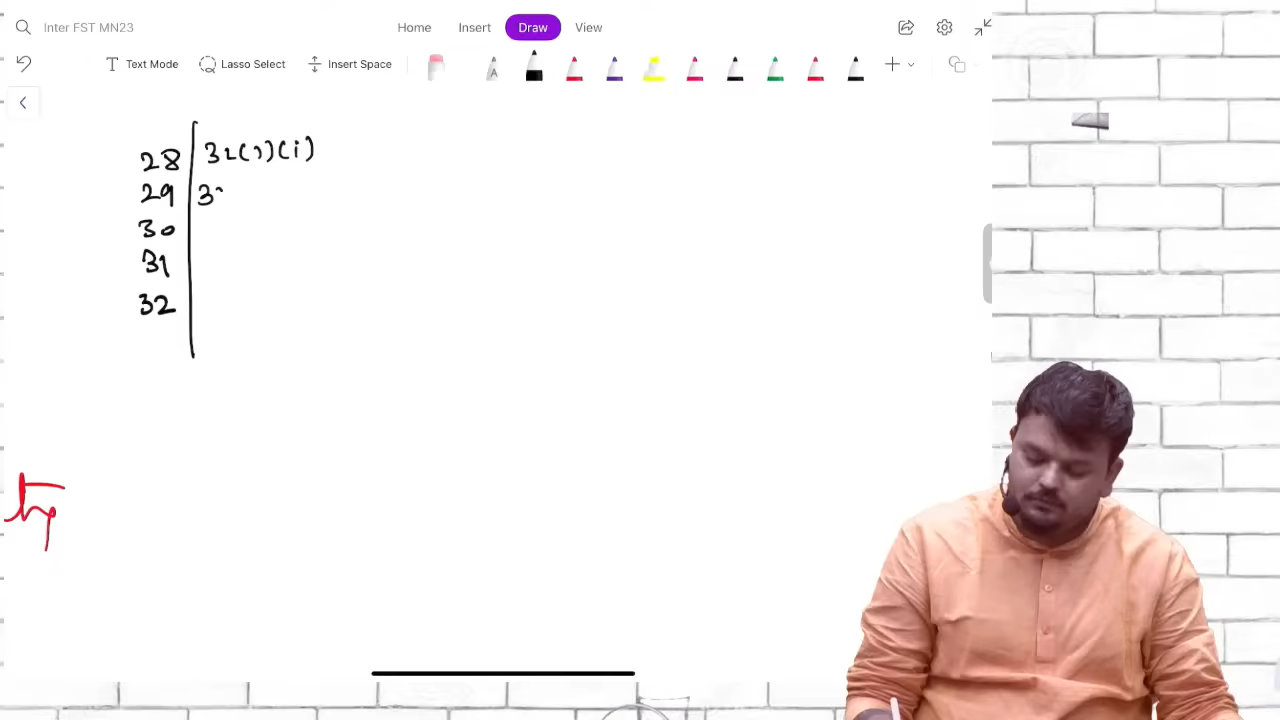 Inter FST MN23
Home Insert Draw View
Text Mode Lasso Select Insert Space
A
28 32(1)(i)
29 3
30
31
32